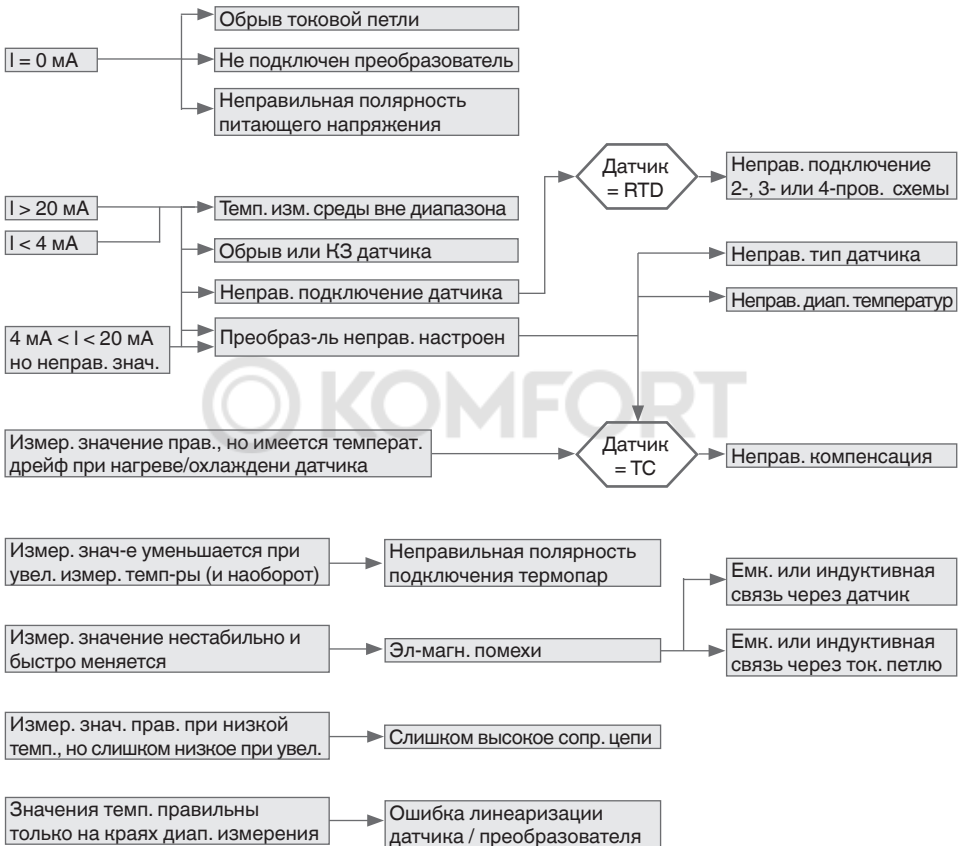 I = 0 мА
Обрыв токовой петли
Не подключен преобразователь
Неправильная полярность
питающего напряжения
I > 20 мА
I < 4 мА
4 мА < I < 20 мА
но неправ. знач.
Темп. изм. среды вне диапазона
Обрыв или КЗ датчика
Неправ. подключение датчика
Преобраз-ль неправ. настроен
Датчик
= RTD
Неправ. подключение
2-, 3- или 4-пров. схемы
Неправ. тип датчика
Неправ. диап. температур
KOMFORT
Измер. значение прав., но имеется температ.
дрейф при нагреве/охлаждени датчика
Датчик
= TC
Неправ. компенсация
Измер. знач-е уменьшается при
увел. измер. темп-ры (и наоборот)
Неправильная полярность
подключения термопар
Измер. значение нестабильно и
быстро меняется
Эл-магн. помехи
Емк. или индуктивная
связь через датчик
Емк. или индуктивная
связь через ток. петлю
Измер. знач. прав. при низкой
темп., но слишком низкое при увел.
Слишком высокое сопр. цепи
Значения темп. правильны
только на краях диап. измерения
Ошибка линеаризации
датчика / преобразователя